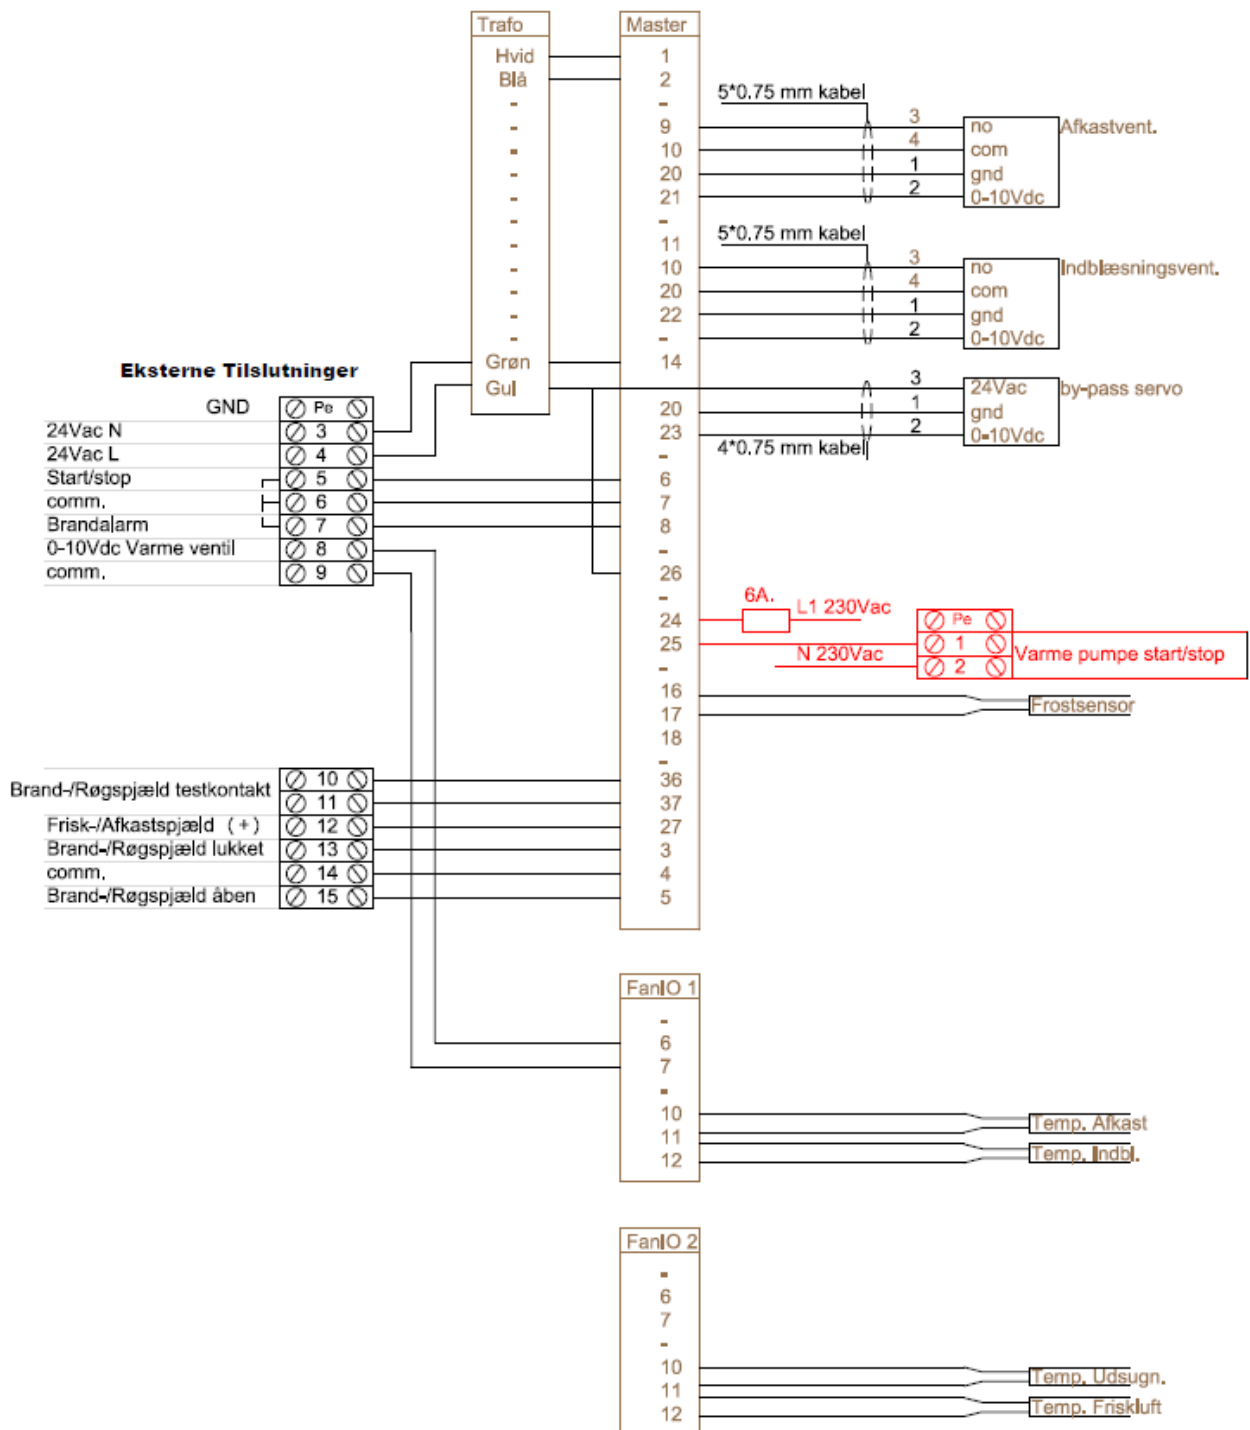 Trafo
Hvid
Blå
-
-
-
-
-
-
-
-
-
-
-
Grøn
Gul
Master
1
2
-
9
10
20
21
-
11
10
20
22
-
14
20
23
-
6
7
8
-
26
-
24
25
-
16
17
18
-
36
37
27
3
4
5
5*0.75 mm kabel
3 no Afkastvent.
4 com
1 gnd
2 0-10Vdc
5*0.75 mm kabel
3 no Indblæsningsvent.
4 com
1 gnd
2 0-10Vdc
3 24Vac by-pass servo
1 gnd
2 0-10Vdc
4*0.75 mm kabel
Eksterne Tilslutninger
GND Pe
24Vac N 3
24Vac L 4
Start/stop 5
comm. 6
Brandalarm 7
0-10Vdc Varme ventil 8
comm. 9
6A.
L1 230Vac
N 230Vac
Pe
1
2
Varme pumpe start/stop
Frostsensor
Brand-/Røgspjæld testkontakt 10
11
Frisk-/Afkastspjæld (+) 12
Brand-/Røgspjæld lukket 13
comm. 14
Brand-/Røgspjæld åben 15
FanIO 1
-
6
7
-
10
11
12
Temp. Afkast
Temp. Indbl.
FanIO 2
-
6
7
-
10
11
12
Temp. Udsugn.
Temp. Friskluft